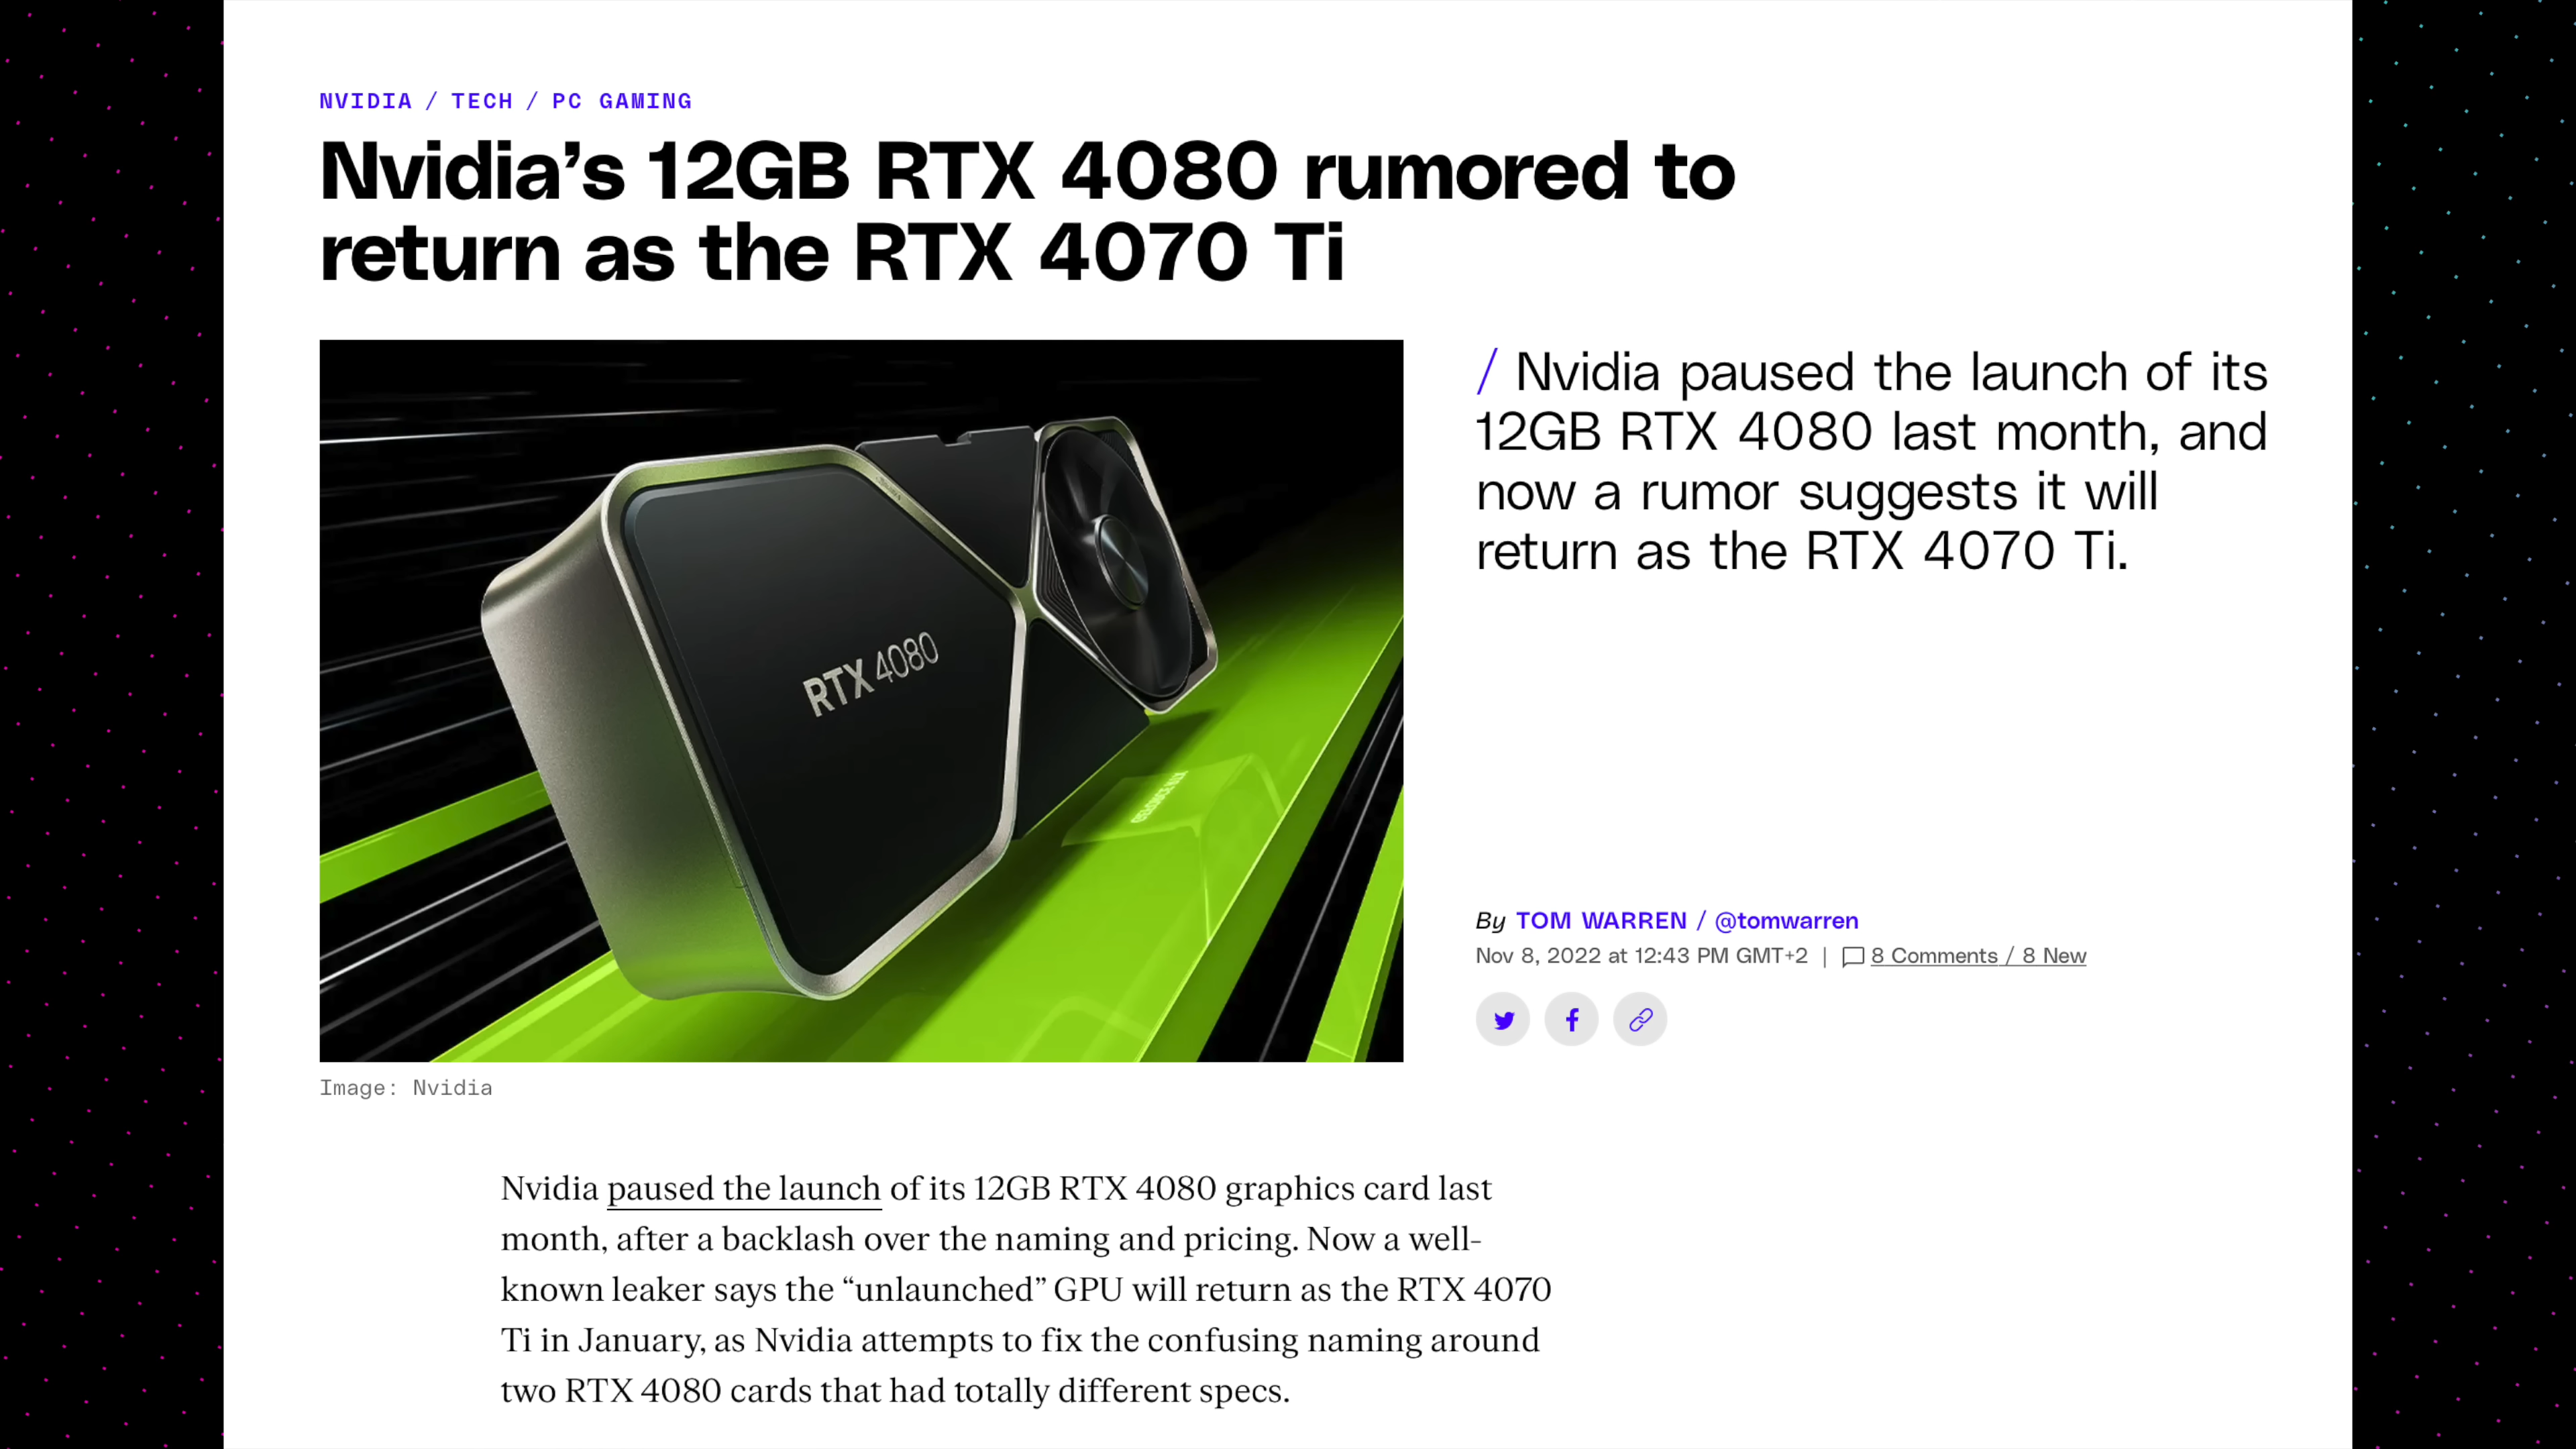 NVIDIA / TECH / PC GAMING
Nvidia’s 12GB RTX 4080 rumored to
return as the RTX 4070 Ti
RTX 4080
/ Nvidia paused the launch of its
12GB RTX 4080 last month, and
now a rumor suggests it will
return as the RTX 4070 Ti.
By TOM WARREN / @tomwarren
Nov 8, 2022 at 12:43 PM GMT+2 | 8 Comments / 8 New
Image: Nvidia
Nvidia paused the launch of its 12GB RTX 4080 graphics card last
month, after a backlash over the naming and pricing. Now a well-
known leaker says the “unlaunched” GPU will return as the RTX 4070
Ti in January, as Nvidia attempts to fix the confusing naming around
two RTX 4080 cards that had totally different specs.